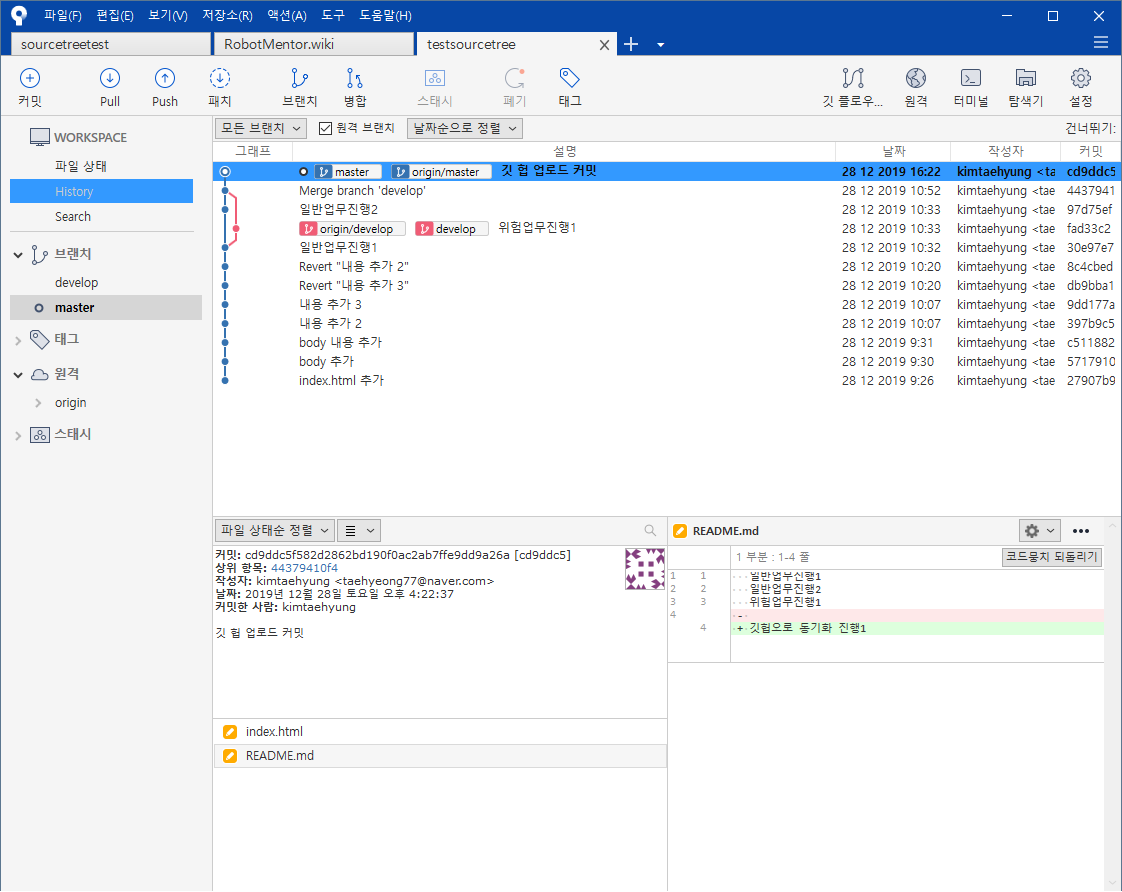 파일(F) 편집(E) 보기(V) 저장소(R) 액션(A) 도구 도움말(H)
sourcetreetest RobotMentor.wiki testsourcetree
커밋 Pull Push 패치 브랜치 병합 스태시 폐기 태그 깃 플로우... 원격 터미널 탐색기 설정
WORKSPACE
파일 상태
History
Search
브랜치
develop
master
태그
원격
origin
스태시
모든 브랜치 원격 브랜치 날짜순으로 정렬 건너뛰기:
그래프 설명 날짜 작성자 커밋
master origin/master 깃 헙 업로드 커밋 28 12 2019 16:22 kimtaehyung <tae cd9ddc5
Merge branch 'develop' 28 12 2019 10:52 kimtaehyung <tae 4437941
일반업무진행2 28 12 2019 10:33 kimtaehyung <tae 97d75ef
origin/develop develop 위험업무진행1 28 12 2019 10:33 kimtaehyung <tae fad33c2
일반업무진행1 28 12 2019 10:32 kimtaehyung <tae 30e97e7
Revert "내용 추가 2" 28 12 2019 10:20 kimtaehyung <tae 8c4cbed
Revert "내용 추가 3" 28 12 2019 10:20 kimtaehyung <tae db9bba1
내용 추가 3 28 12 2019 10:07 kimtaehyung <tae 9dd177a
내용 추가 2 28 12 2019 10:07 kimtaehyung <tae 397b9c5
body 내용 추가 28 12 2019 9:31 kimtaehyung <tae c511882
body 추가 28 12 2019 9:30 kimtaehyung <tae 5717910
index.html 추가 28 12 2019 9:26 kimtaehyung <tae 27907b9
파일 상태순 정렬
커밋: cd9ddc5f582d2862bd190f0ac2ab7ffe9dd9a26a [cd9ddc5]
상위 항목: 44379410f4
작성자: kimtaehyung <taehyeong77@naver.com>
날짜: 2019년 12월 28일 토요일 오후 4:22:37
커밋한 사람: kimtaehyung
깃 헙 업로드 커밋
index.html
README.md
README.md
1 부분 : 1-4 줄 코드뭉치 되돌리기
1 1 일반업무진행1
2 2 일반업무진행2
3 3 위험업무진행1
4 -
4 + 깃헙으로 동기화 진행1